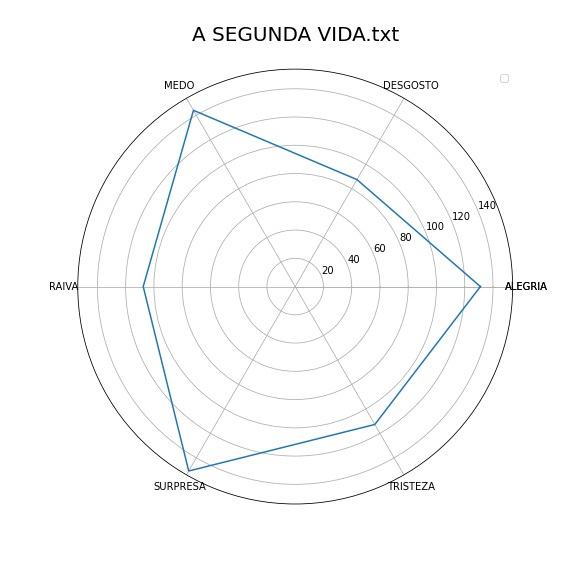 A SEGUNDA VIDA.txt
MEDO
DESGOSTO
140
120
100
80
60
40
20
RAIVA
ALEGRIA
SURPRESA
TRISTEZA